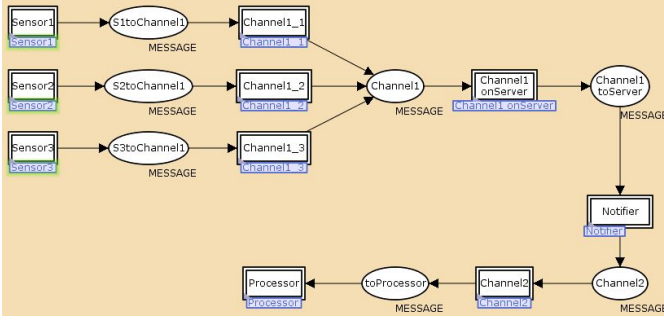 Sensor1
Sensor1
S1toChannel1
MESSAGE
Channel1_1
Channel1_1
Sensor2
Sensor2
S2toChannel1
MESSAGE
Channel1_2
Channel1_2
Channel1
MESSAGE
Channel1
onServer
Channel1 onServer
Channel1
toServer
MESSAGE
Sensor3
Sensor3
S3toChannel1
MESSAGE
Channel1_3
Channel1_3
Notifier
Notifier
Processor
Processor
toProcessor
MESSAGE
Channel2
Channel2
Channel2
MESSAGE